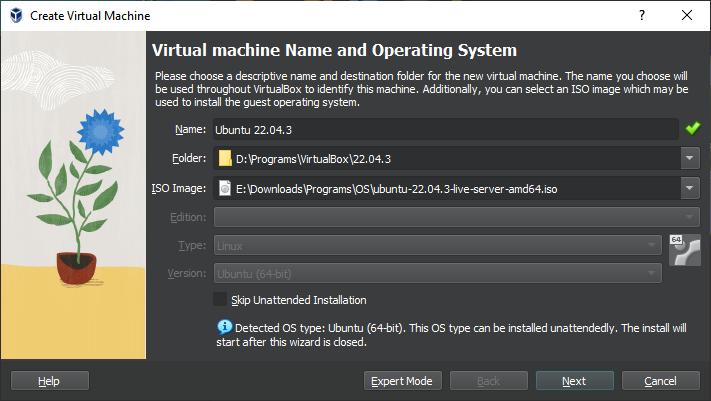 Create Virtual Machine
?
Virtual machine Name and Operating System
Please choose a descriptive name and destination folder for the new virtual machine. The name you choose will
be used throughout VirtualBox to identify this machine. Additionally, you can select an ISO image which may be
used to install the guest operating system.
Name: Ubuntu 22.04.3
Folder: D:\Programs\VirtualBox\22.04.3
ISO Image: E:\Downloads\Programs\OS\ubuntu-22.04.3-live-server-amd64.iso
Edition:
Type: Linux
64
Version: Ubuntu (64-bit)
Skip Unattended Installation
Detected OS type: Ubuntu (64-bit). This OS type can be installed unattendedly. The install will
start after this wizard is closed.
Help Expert Mode Back Next Cancel